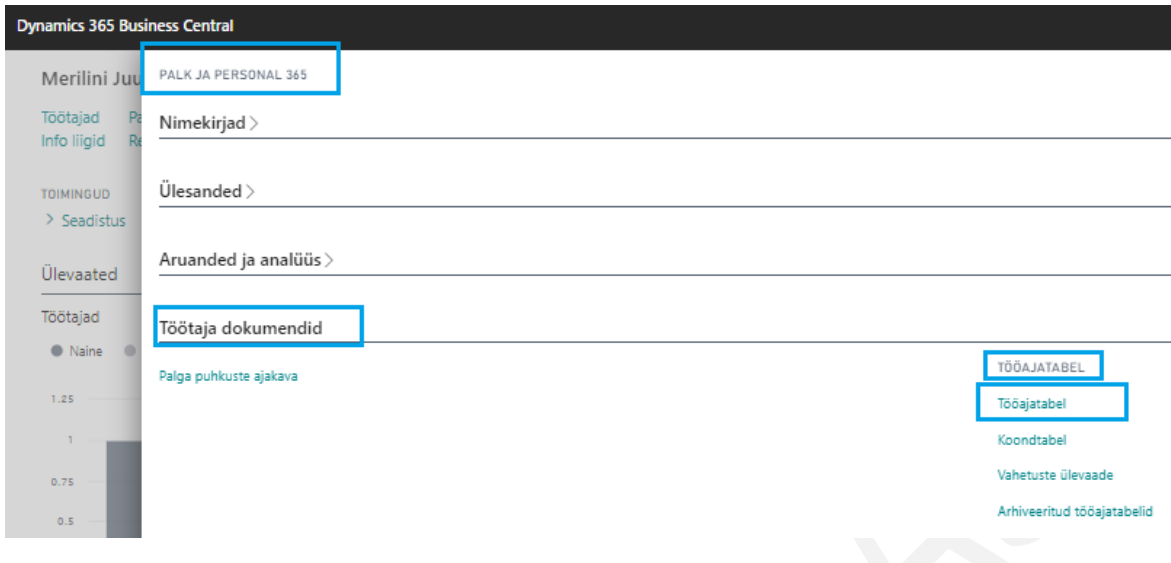 Dynamics 365 Business Central
Merilini Juu
Töötajad Pa
Info liigid Re
TOIMINGUD
> Seadistus
Ülevaated
Töötajad
Naine
1.25
1
0.75
0.5
PALK JA PERSONAL 365
Nimekirjad >
Ülesanded >
Aruanded ja analüüs >
Töötaja dokumendid
Palga puhkuste ajakava
TÖÖAJATABEL
Tööajatabel
Koondtabel
Vahetuste ülevaade
Arhiveeritud tööajatabelid